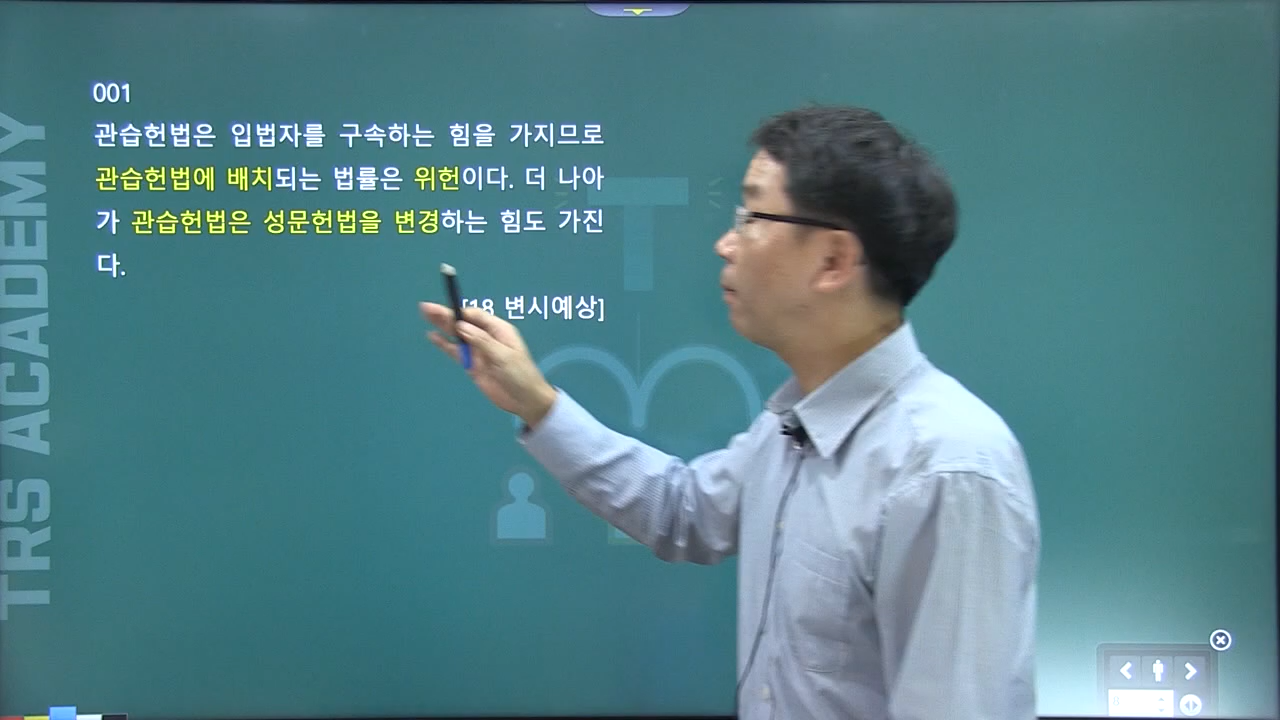 001
관습헌법은 입법자를 구속하는 힘을 가지므로
관습헌법에 배치되는 법률은 위헌이다. 더 나아
가 관습헌법은 성문헌법을 변경하는 힘도 가진
다.
[18 변시예상]
TRS ACADEMY